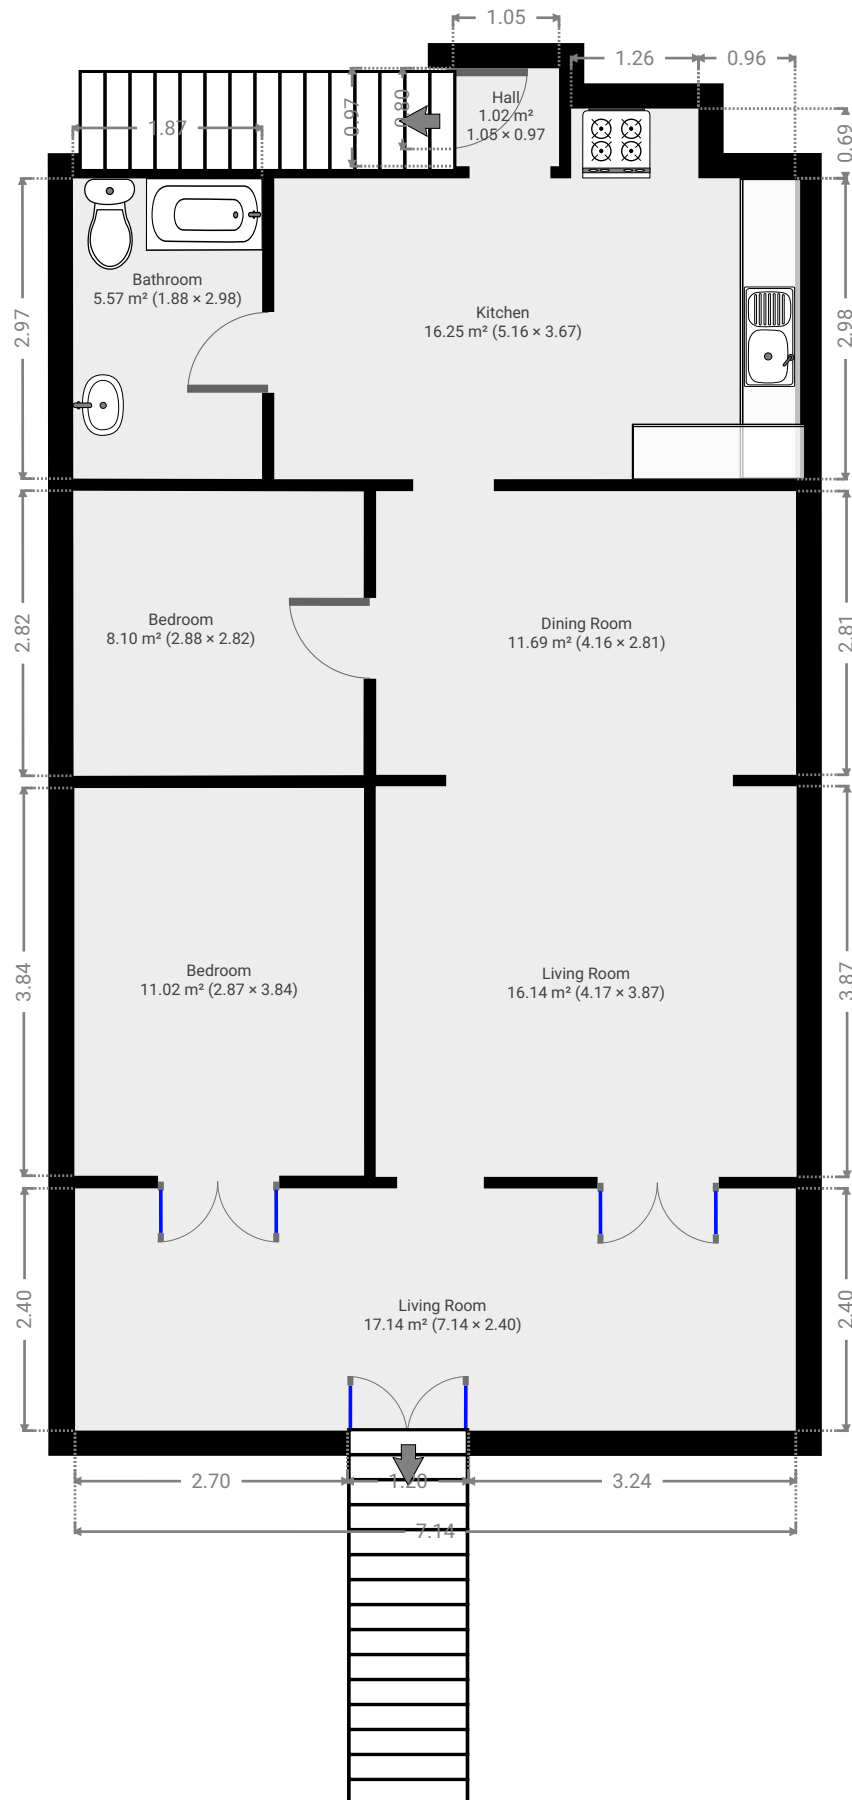 1.05
1.26
0.96
Hall
1.02 m²
1.05 × 0.97
0.97
0.80
1.87
0.69
Bathroom
5.57 m² (1.88 × 2.98)
Kitchen
16.25 m² (5.16 × 3.67)
2.97
2.98
Bedroom
8.10 m² (2.88 × 2.82)
Dining Room
11.69 m² (4.16 × 2.81)
2.82
2.81
Bedroom
11.02 m² (2.87 × 3.84)
Living Room
16.14 m² (4.17 × 3.87)
3.84
3.87
Living Room
17.14 m² (7.14 × 2.40)
2.40
2.40
2.70
1.20
3.24
7.14